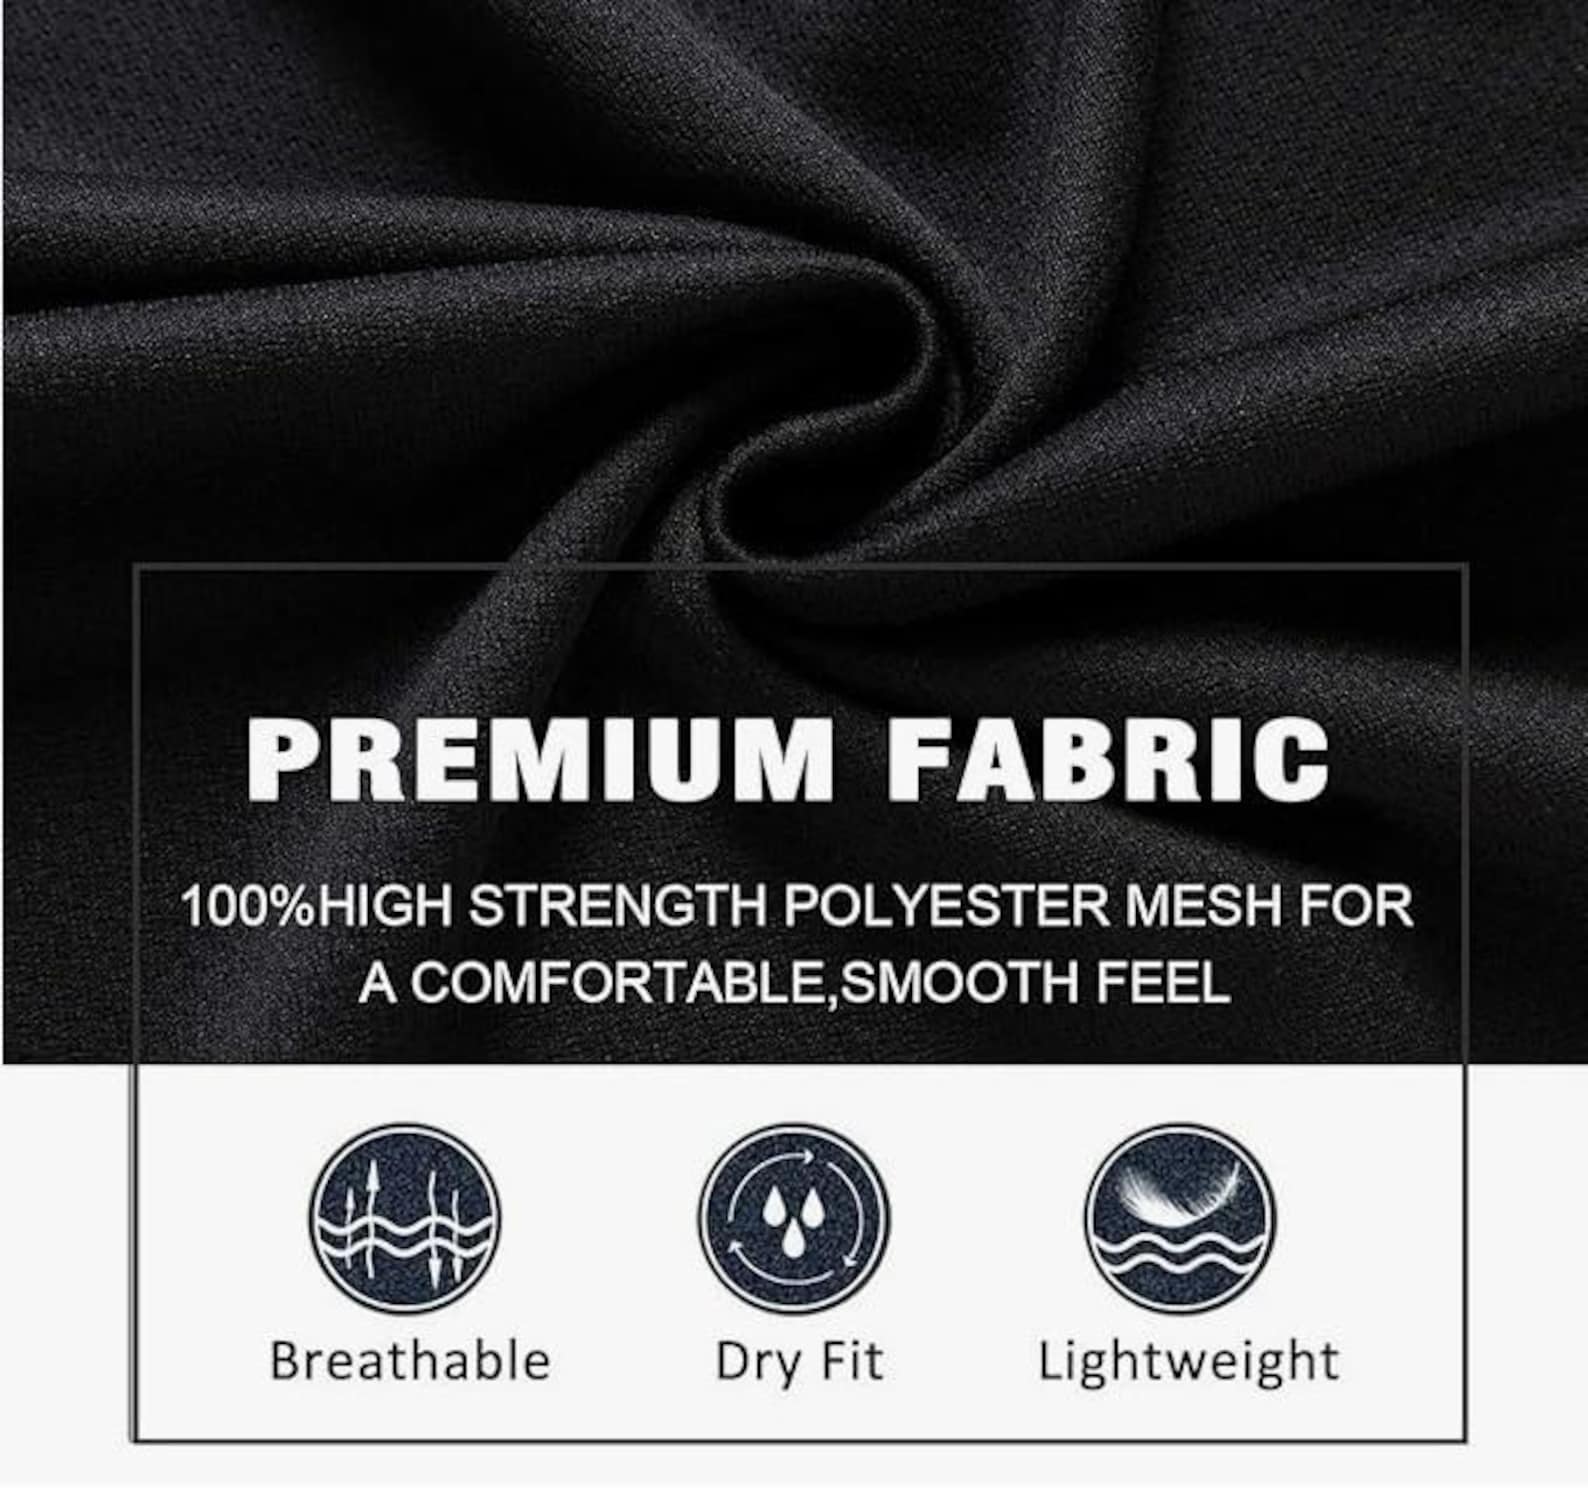 PREMIUM FABRIC
100%HIGH STRENGTH POLYESTER MESH FOR
A COMFORTABLE,SMOOTH FEEL
Breathable Dry Fit Lightweight